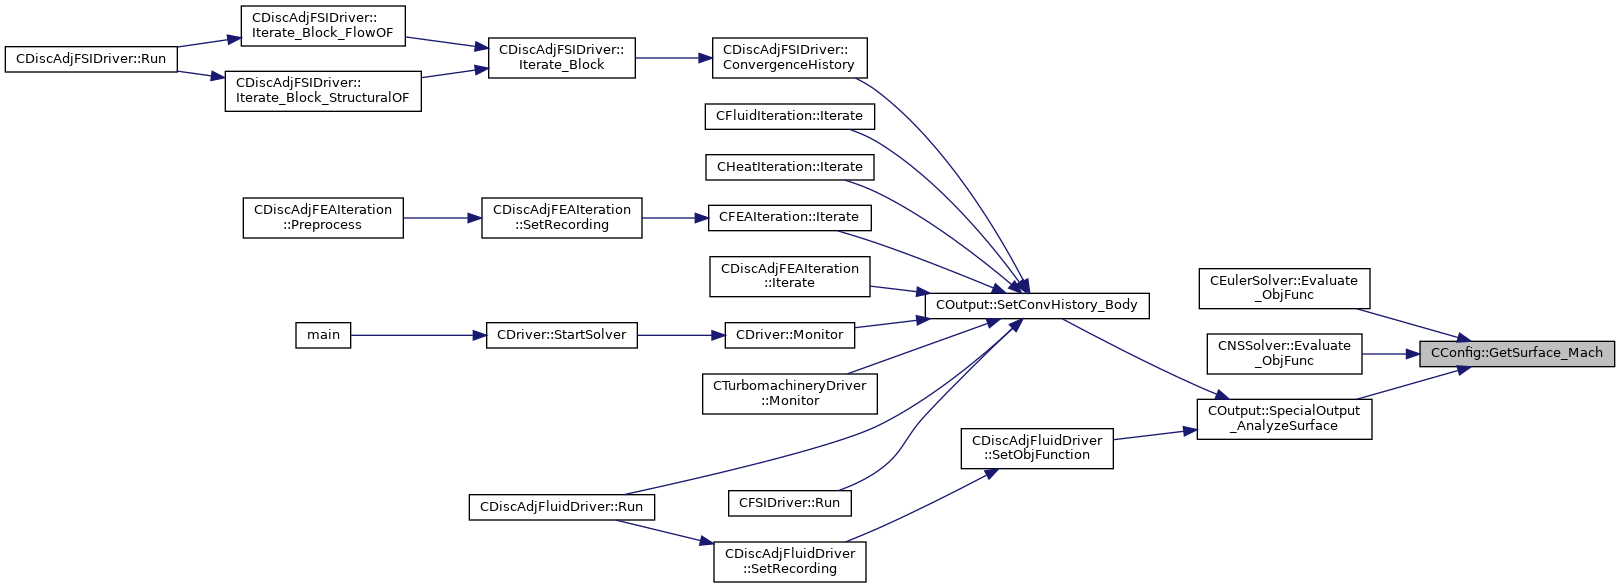 CDiscAdjFSIDriver::Run
CDiscAdjFSIDriver::
Iterate_Block_FlowOF
CDiscAdjFSIDriver::
Iterate_Block_StructuralOF
CDiscAdjFSIDriver::
Iterate_Block
CDiscAdjFSIDriver::
ConvergenceHistory
CFluidIteration::Iterate
CHeatIteration::Iterate
CDiscAdjFEAIteration
::Preprocess
CDiscAdjFEAIteration
::SetRecording
CFEAIteration::Iterate
CDiscAdjFEAIteration
::Iterate
main
CDriver::StartSolver
CDriver::Monitor
CTurbomachineryDriver
::Monitor
CDiscAdjFluidDriver::Run
CFSIDriver::Run
CDiscAdjFluidDriver
::SetRecording
COutput::SetConvHistory_Body
CDiscAdjFluidDriver
::SetObjFunction
CEulerSolver::Evaluate
_ObjFunc
CNSSolver::Evaluate
_ObjFunc
COutput::SpecialOutput
_AnalyzeSurface
CConfig::GetSurface_Mach